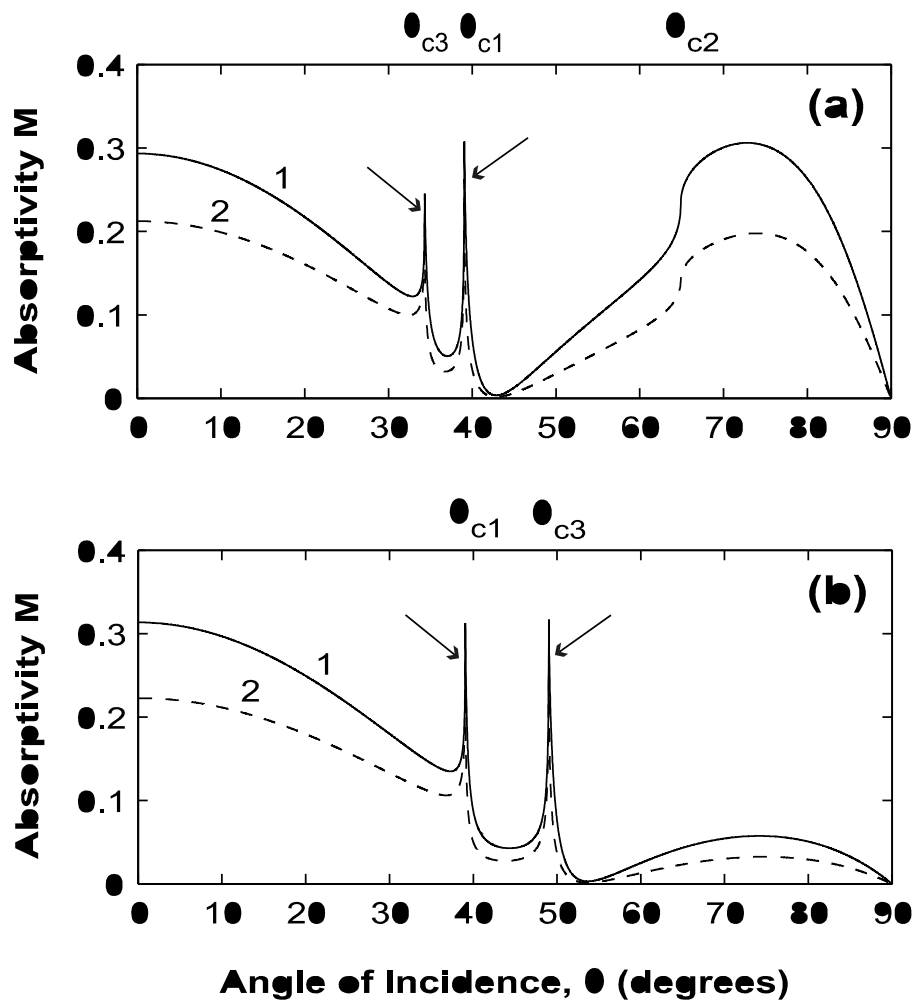 θc3 θc1 θc2
0.4
(a)
0.3
1
Absorptivity M
0.2
2
0.1
0
0 10 20 30 40 50 60 70 80 90
θc1 θc3
0.4
(b)
0.3
1
Absorptivity M
2
0.2
0.1
0
0 10 20 30 40 50 60 70 80 90
Angle of Incidence, θ (degrees)